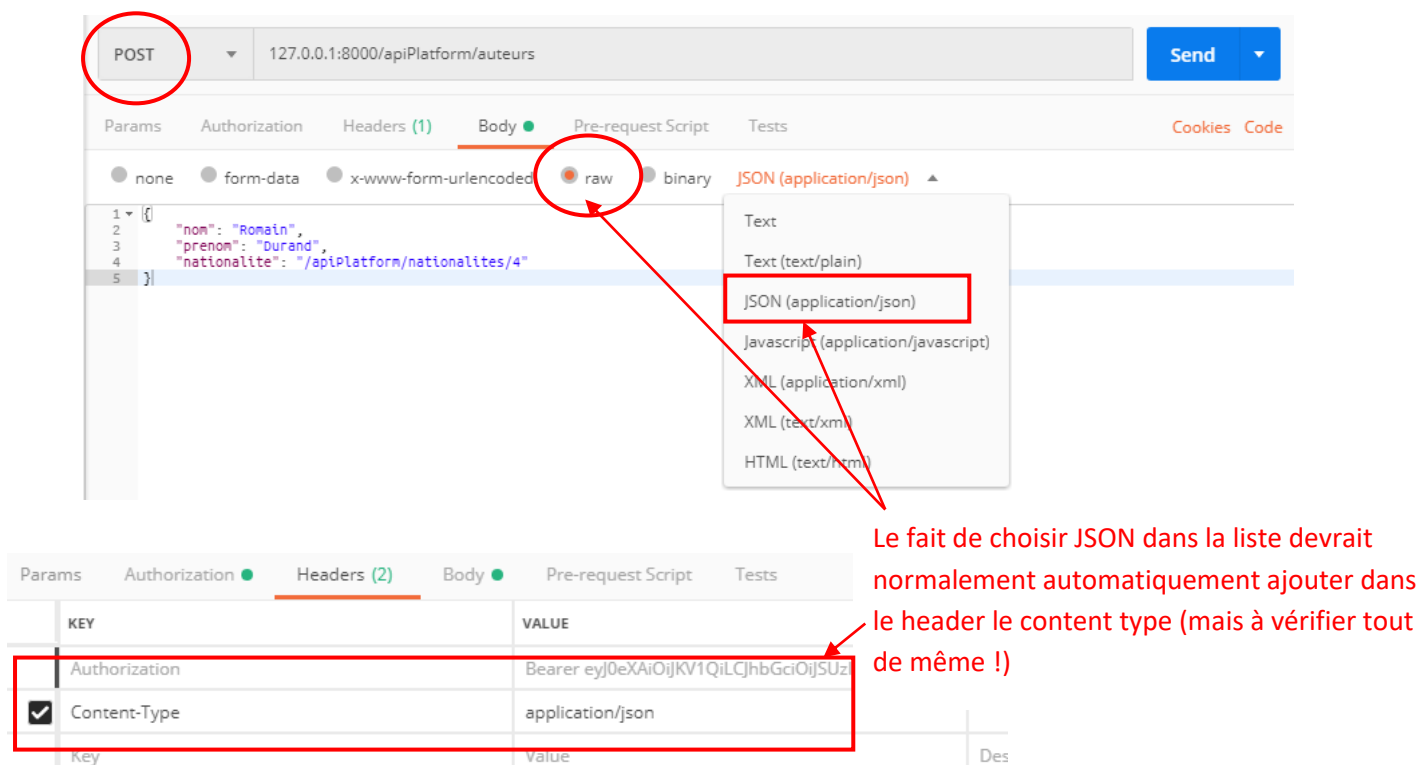 POST 127.0.0.1:8000/apiPlatform/auteurs Send
Params Authorization Headers (1) Body Pre-request Script Tests Cookies Code
none form-data x-www-form-urlencoded raw binary JSON (application/json)
1 {
2 "nom": "Romain",
3 "prenom": "Durand",
4 "nationalite": "/apiPlatform/nationalites/4"
5 }
Text
Text (text/plain)
JSON (application/json)
Javascript (application/javascript)
XML (application/xml)
XML (text/xml)
HTML (text/html)
Le fait de choisir JSON dans la liste devrait
normalement automatiquement ajouter dans
le header le content type (mais à vérifier tout
de même !)
Params Authorization Headers (2) Body Pre-request Script Tests
KEY VALUE
Authorization Bearer eyJ0eXAiOiJKV1QiLCJhbGciOiJSUzI
Content-Type application/json
Key Value Des